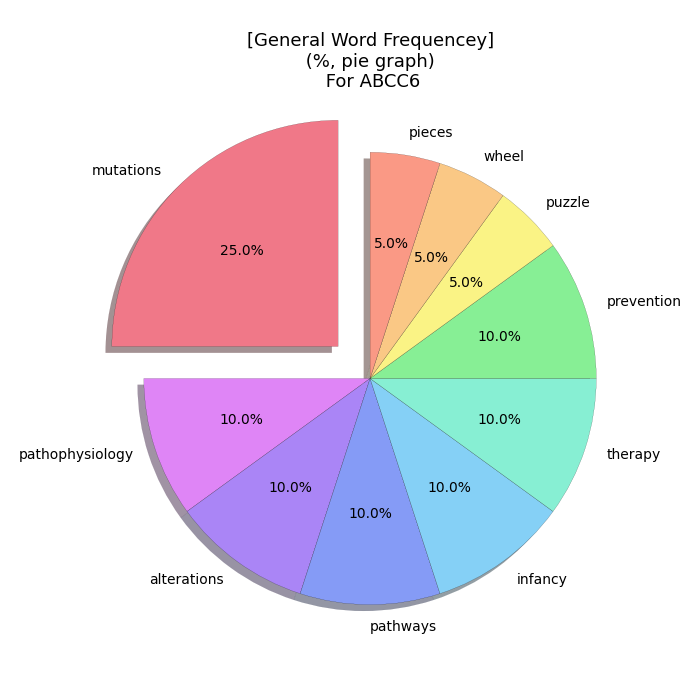 [General Word Frequencey]
(%, pie graph)
For ABCC6
pieces
wheel
mutations
puzzle
5.0%
25.0%
5.0%
5.0%
prevention
10.0%
10.0%
10.0%
pathophysiology
therapy
10.0%
10.0%
10.0%
alterations
infancy
pathways